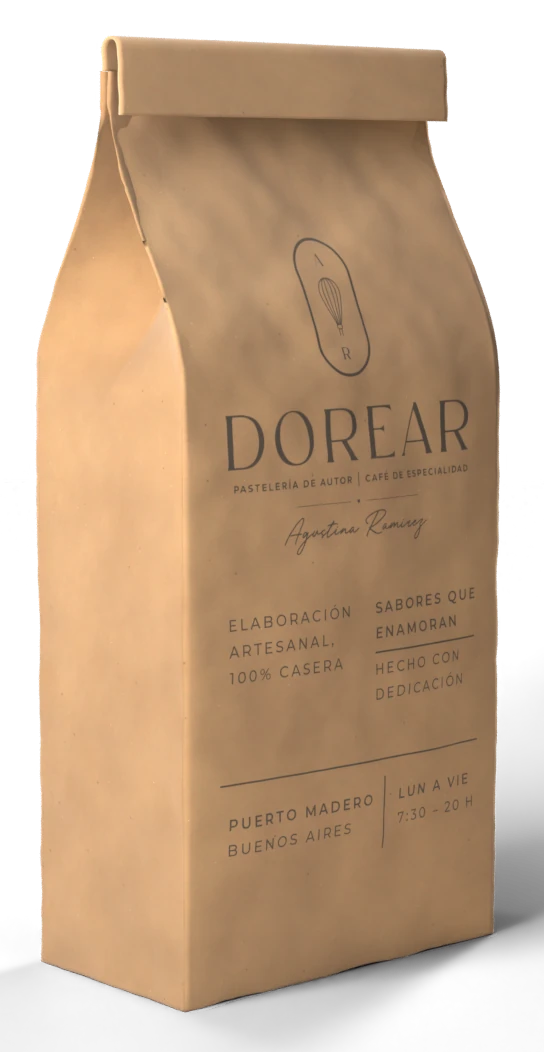 R
DOREAR
PASTELERÍA DE AUTOR | CAFÉ DE ESPECIALIDAD
Agustina Ramirez
ELABORACIÓN
ARTESANAL,
100% CASERA
SABORES QUE
ENAMORAN
HECHO CON
DEDICACIÓN
PUERTO MADERO
BUENOS AIRES
LUN A VIE
7:30 - 20 H